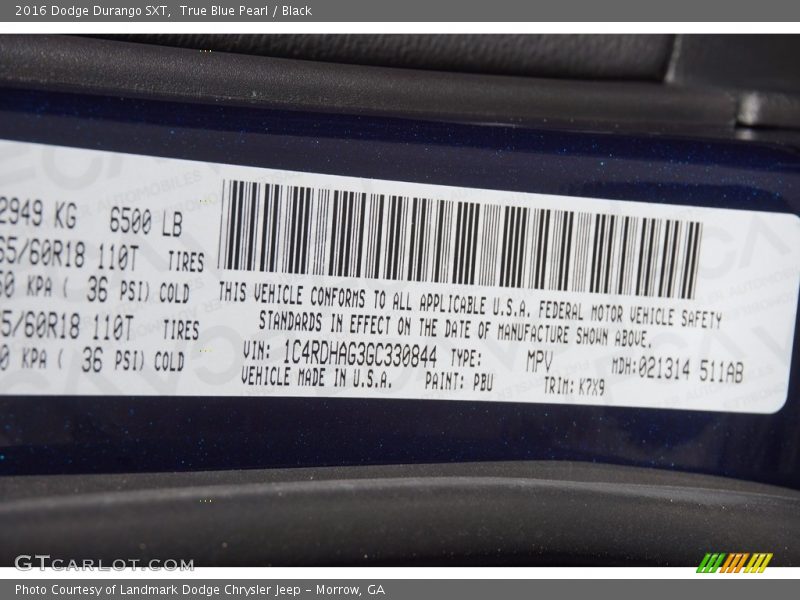 2016 Dodge Durango SXT, True Blue Pearl / Black
2949 KG 6500 LB
65/60R18 110T TIRES
50 KPA ( 36 PSI) COLD
5/60R18 110T TIRES
0 KPA ( 36 PSI) COLD
THIS VEHICLE CONFORMS TO ALL APPLICABLE U.S.A. FEDERAL MOTOR VEHICLE SAFETY
STANDARDS IN EFFECT ON THE DATE OF MANUFACTURE SHOWN ABOVE.
VIN: 1C4RDHAG3GC330844 TYPE: MPV MDH:021314 511AB
VEHICLE MADE IN U.S.A. PAINT: PBU TRIM: K7X9
GTCARLOT.COM
Photo Courtesy of Landmark Dodge Chrysler Jeep – Morrow, GA